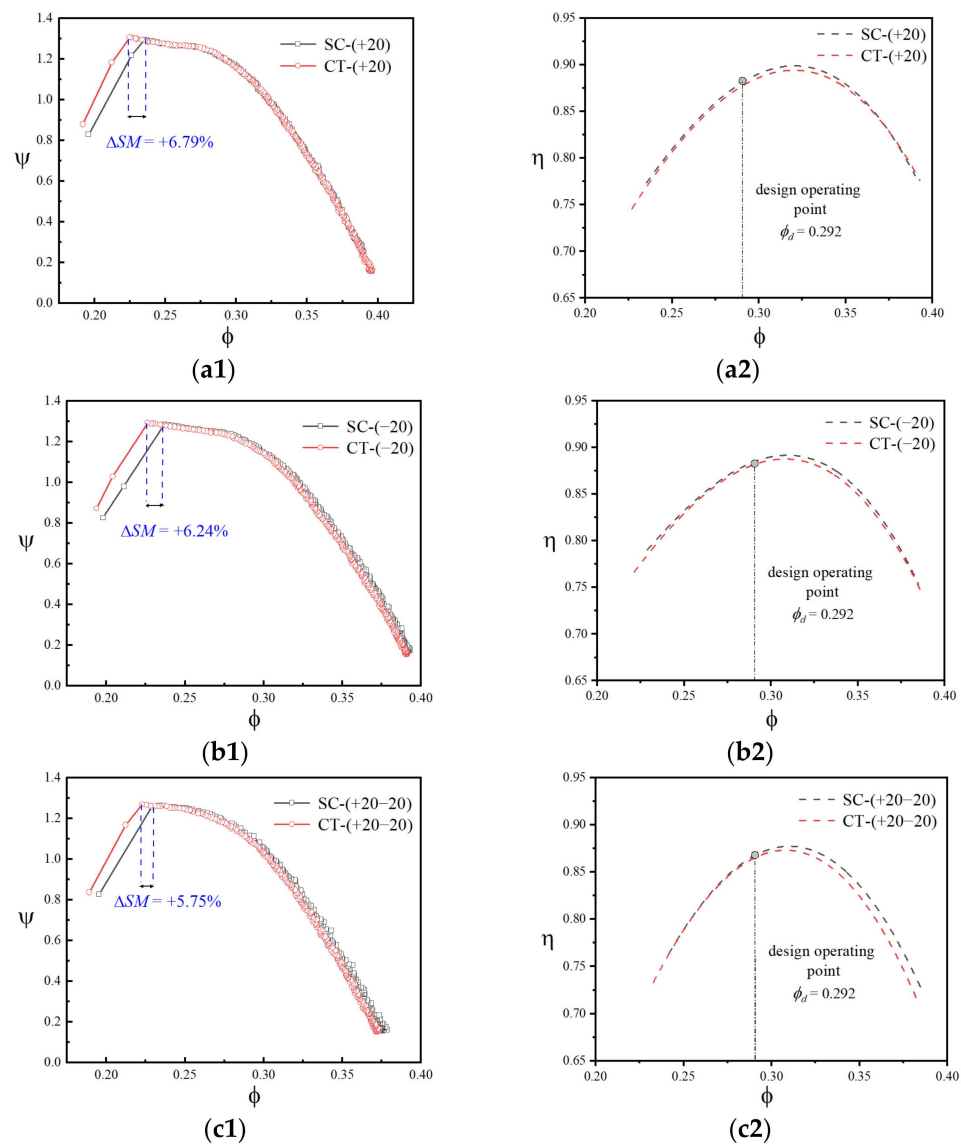 1.4
1.2
1.0
0.8
0.6
0.4
0.2
0.0
ψ
SC-(+20)
CT-(+20)
ΔSM = +6.79%
0.20 0.25 0.30 0.35 0.40
ϕ
(a1)
0.95
0.90
0.85
0.80
0.75
0.70
0.65
η
SC-(+20)
CT-(+20)
design operating
point
ϕd = 0.292
0.20 0.25 0.30 0.35 0.40
ϕ
(a2)
1.4
1.2
1.0
0.8
0.6
0.4
0.2
0.0
ψ
SC-(−20)
CT-(−20)
ΔSM = +6.24%
0.20 0.25 0.30 0.35 0.40
ϕ
(b1)
0.95
0.90
0.85
0.80
0.75
0.70
0.65
η
SC-(−20)
CT-(−20)
design operating
point
ϕd = 0.292
0.20 0.25 0.30 0.35 0.40
ϕ
(b2)
1.4
1.2
1.0
0.8
0.6
0.4
0.2
0.0
ψ
SC-(+20−20)
CT-(+20−20)
ΔSM = +5.75%
0.20 0.25 0.30 0.35 0.40
ϕ
(c1)
0.95
0.90
0.85
0.80
0.75
0.70
0.65
η
SC-(+20−20)
CT-(+20−20)
design operating
point
ϕd = 0.292
0.20 0.25 0.30 0.35 0.40
ϕ
(c2)